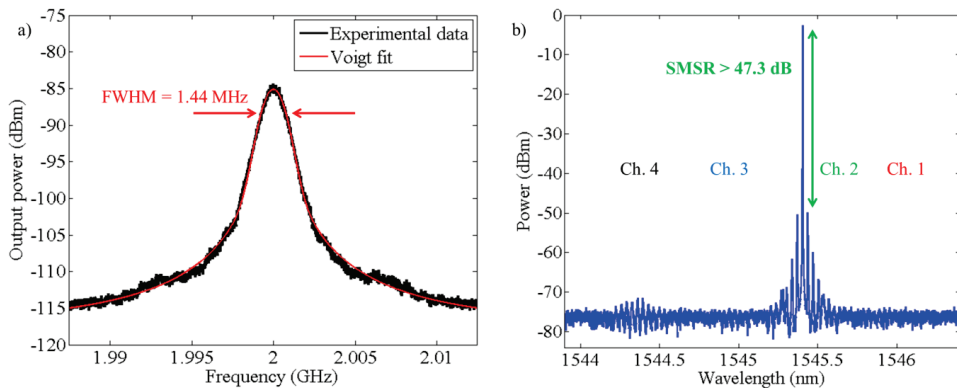 a)
-75
-80
-85
-90
-95
-100
-105
-110
-115
-120
Output power (dBm)
Experimental data
Voigt fit
FWHM = 1.44 MHz
1.99 1.995 2 2.005 2.01
Frequency (GHz)
b)
0
-10
-20
-30
-40
-50
-60
-70
-80
Power (dBm)
SMSR > 47.3 dB
Ch. 4 Ch. 3 Ch. 2 Ch. 1
1544 1544.5 1545 1545.5 1546
Wavelength (nm)